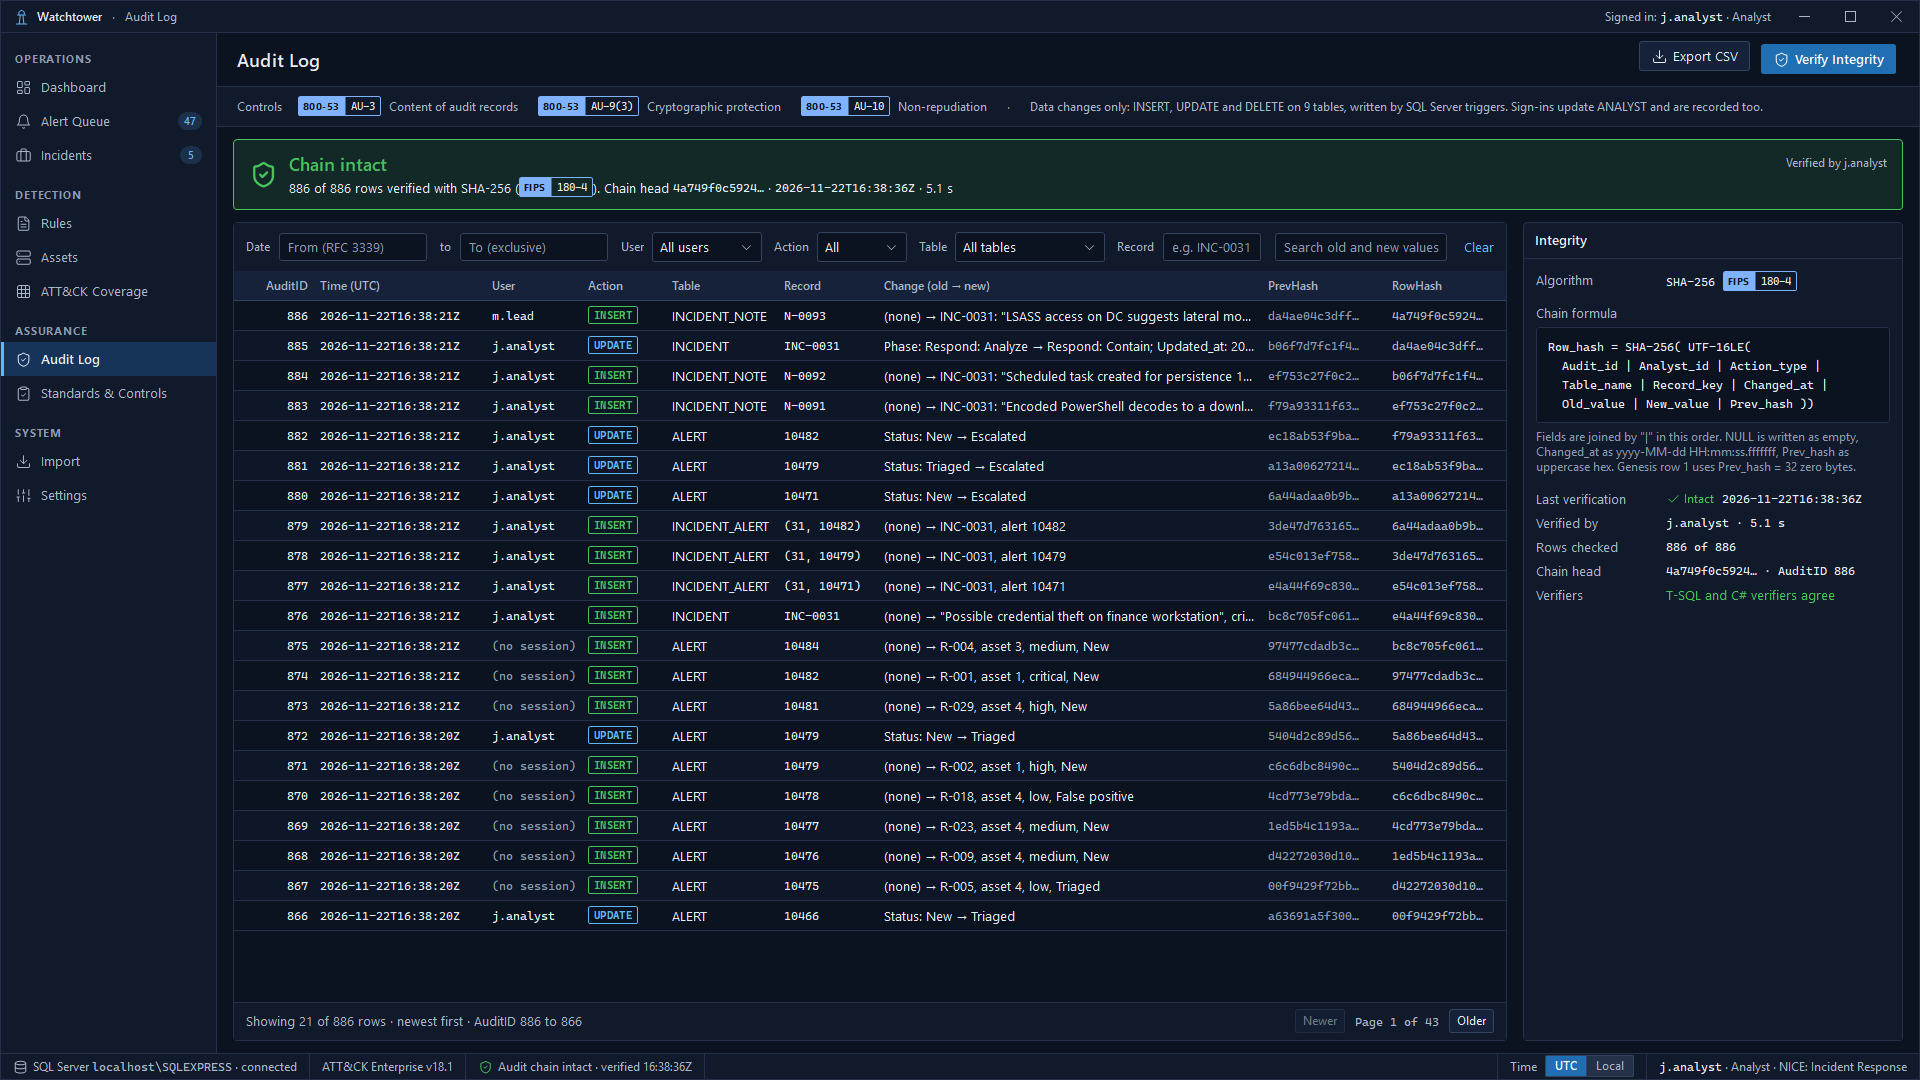 Watchtower · Audit Log
Signed in: j.analyst · Analyst
OPERATIONS
Dashboard
Alert Queue 47
Incidents 5
DETECTION
Rules
Assets
ATT&CK Coverage
ASSURANCE
Audit Log
Standards & Controls
SYSTEM
Import
Settings
Audit Log
Export CSV
Verify Integrity
Controls 800-53 AU-3 Content of audit records 800-53 AU-9(3) Cryptographic protection 800-53 AU-10 Non-repudiation · Data changes only: INSERT, UPDATE and DELETE on 9 tables, written by SQL Server triggers. Sign-ins update ANALYST and are recorded too.
Chain intact
Verified by j.analyst
886 of 886 rows verified with SHA-256 (FIPS 180-4). Chain head 4a749f0c5924… · 2026-11-22T16:38:36Z · 5.1 s
Date From (RFC 3339) to To (exclusive) User All users Action All Table All tables Record e.g. INC-0031 Search old and new values Clear
AuditID Time (UTC) User Action Table Record Change (old → new) PrevHash RowHash
886 2026-11-22T16:38:21Z m.lead INSERT INCIDENT_NOTE N-0093 (none) → INC-0031: "LSASS access on DC suggests lateral mo… da4ae04c3dff… 4a749f0c5924…
885 2026-11-22T16:38:21Z j.analyst UPDATE INCIDENT INC-0031 Phase: Respond: Analyze → Respond: Contain; Updated_at: 20… b06f7d7fc1f4… da4ae04c3dff…
884 2026-11-22T16:38:21Z j.analyst INSERT INCIDENT_NOTE N-0092 (none) → INC-0031: "Scheduled task created for persistence 1… ef753c27f0c2… b06f7d7fc1f4…
883 2026-11-22T16:38:21Z j.analyst INSERT INCIDENT_NOTE N-0091 (none) → INC-0031: "Encoded PowerShell decodes to a downl… f79a93311f63… ef753c27f0c2…
882 2026-11-22T16:38:21Z j.analyst UPDATE ALERT 10482 Status: New → Escalated ec18ab53f9ba… f79a93311f63…
881 2026-11-22T16:38:21Z j.analyst UPDATE ALERT 10479 Status: Triaged → Escalated a13a00627214… ec18ab53f9ba…
880 2026-11-22T16:38:21Z j.analyst UPDATE ALERT 10471 Status: New → Escalated 6a44adaa0b9b… a13a00627214…
879 2026-11-22T16:38:21Z j.analyst INSERT INCIDENT_ALERT (31, 10482) (none) → INC-0031, alert 10482 3de47d763165… 6a44adaa0b9b…
878 2026-11-22T16:38:21Z j.analyst INSERT INCIDENT_ALERT (31, 10479) (none) → INC-0031, alert 10479 e54c013ef758… 3de47d763165…
877 2026-11-22T16:38:21Z j.analyst INSERT INCIDENT_ALERT (31, 10471) (none) → INC-0031, alert 10471 e4a44f69c830… e54c013ef758…
876 2026-11-22T16:38:21Z j.analyst INSERT INCIDENT INC-0031 (none) → "Possible credential theft on finance workstation", cri… bc8c705fc061… e4a44f69c830…
875 2026-11-22T16:38:21Z (no session) INSERT ALERT 10484 (none) → R-004, asset 3, medium, New 97477cdadb3c… bc8c705fc061…
874 2026-11-22T16:38:21Z (no session) INSERT ALERT 10482 (none) → R-001, asset 1, critical, New 684944966eca… 97477cdadb3c…
873 2026-11-22T16:38:21Z (no session) INSERT ALERT 10481 (none) → R-029, asset 4, high, New 5a86bee64d43… 684944966eca…
872 2026-11-22T16:38:20Z j.analyst UPDATE ALERT 10479 Status: New → Triaged 5404d2c89d56… 5a86bee64d43…
871 2026-11-22T16:38:20Z (no session) INSERT ALERT 10479 (none) → R-002, asset 1, high, New c6c6dbc8490c… 5404d2c89d56…
870 2026-11-22T16:38:20Z (no session) INSERT ALERT 10478 (none) → R-018, asset 4, low, False positive 4cd773e79bda… c6c6dbc8490c…
869 2026-11-22T16:38:20Z (no session) INSERT ALERT 10477 (none) → R-023, asset 4, medium, New 1ed5b4c1193a… 4cd773e79bda…
868 2026-11-22T16:38:20Z (no session) INSERT ALERT 10476 (none) → R-009, asset 4, medium, New d42272030d10… 1ed5b4c1193a…
867 2026-11-22T16:38:20Z (no session) INSERT ALERT 10475 (none) → R-005, asset 4, low, Triaged 00f9429f72bb… d42272030d10…
866 2026-11-22T16:38:20Z j.analyst UPDATE ALERT 10466 Status: New → Triaged a63691a5f300… 00f9429f72bb…
Showing 21 of 886 rows · newest first · AuditID 886 to 866
Newer Page 1 of 43 Older
Integrity
Algorithm SHA-256 FIPS 180-4
Chain formula
Row_hash = SHA-256( UTF-16LE(
Audit_id | Analyst_id | Action_type |
Table_name | Record_key | Changed_at |
Old_value | New_value | Prev_hash ))
Fields are joined by "|" in this order. NULL is written as empty,
Changed_at as yyyy-MM-dd HH:mm:ss.fffffff, Prev_hash as
uppercase hex. Genesis row 1 uses Prev_hash = 32 zero bytes.
Last verification Intact 2026-11-22T16:38:36Z
Verified by j.analyst · 5.1 s
Rows checked 886 of 886
Chain head 4a749f0c5924… · AuditID 886
Verifiers T-SQL and C# verifiers agree
SQL Server localhost\SQLEXPRESS · connected
ATT&CK Enterprise v18.1
Audit chain intact · verified 16:38:36Z
Time UTC Local
j.analyst · Analyst · NICE: Incident Response